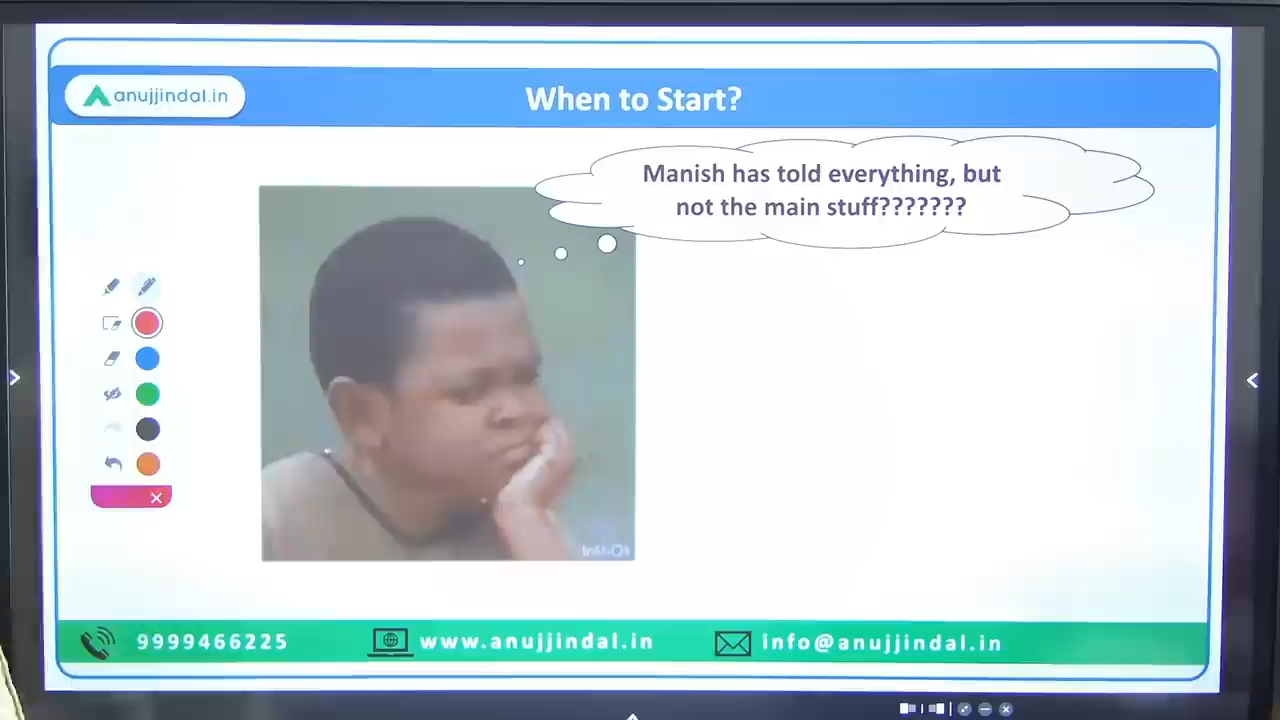 anujjindal.in
When to Start?
Manish has told everything, but
not the main stuff???????
9999466225
www.anujjindal.in
info@anujjindal.in